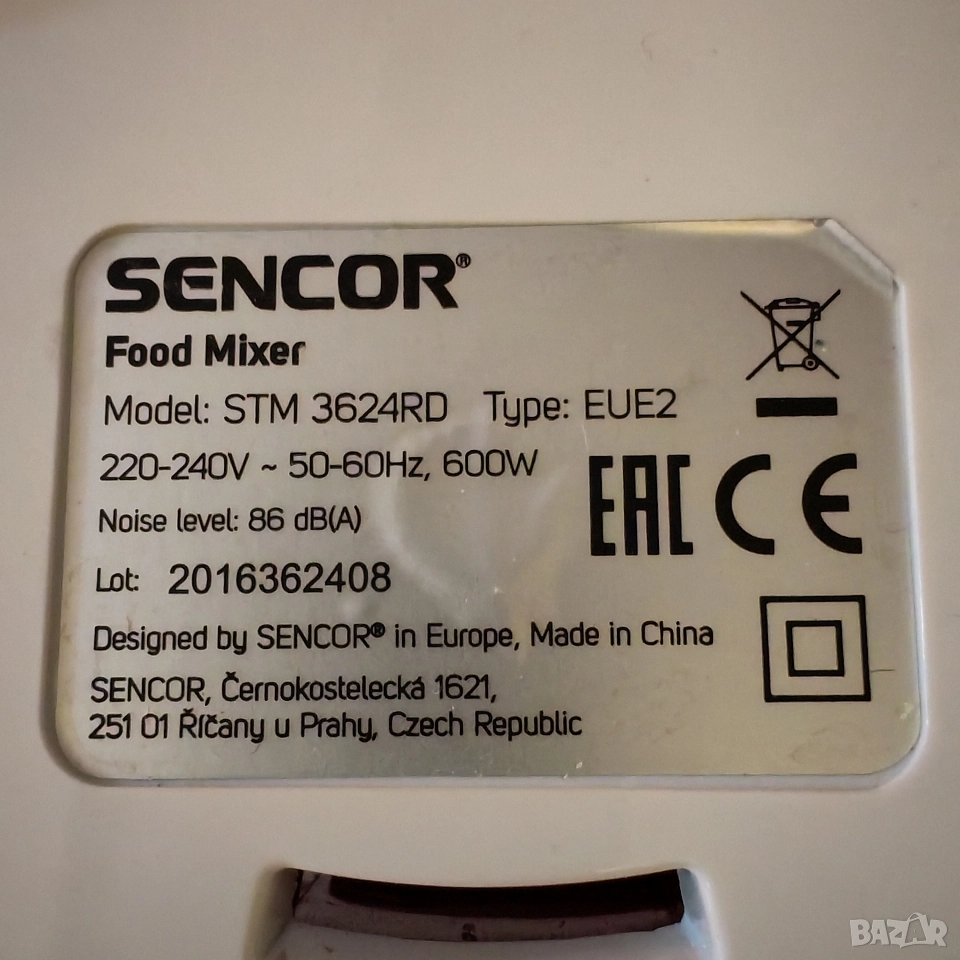 SENCOR®
Food Mixer
Model: STM 3624RD Type: EUE2
220-240V ~ 50-60Hz, 600W
Noise level: 86 dB(A)
EAC CE
Lot: 2016362408
Designed by SENCOR® in Europe, Made in China
SENCOR, Černokostelecká 1621,
251 01 Říčany u Prahy, Czech Republic
BAZAR